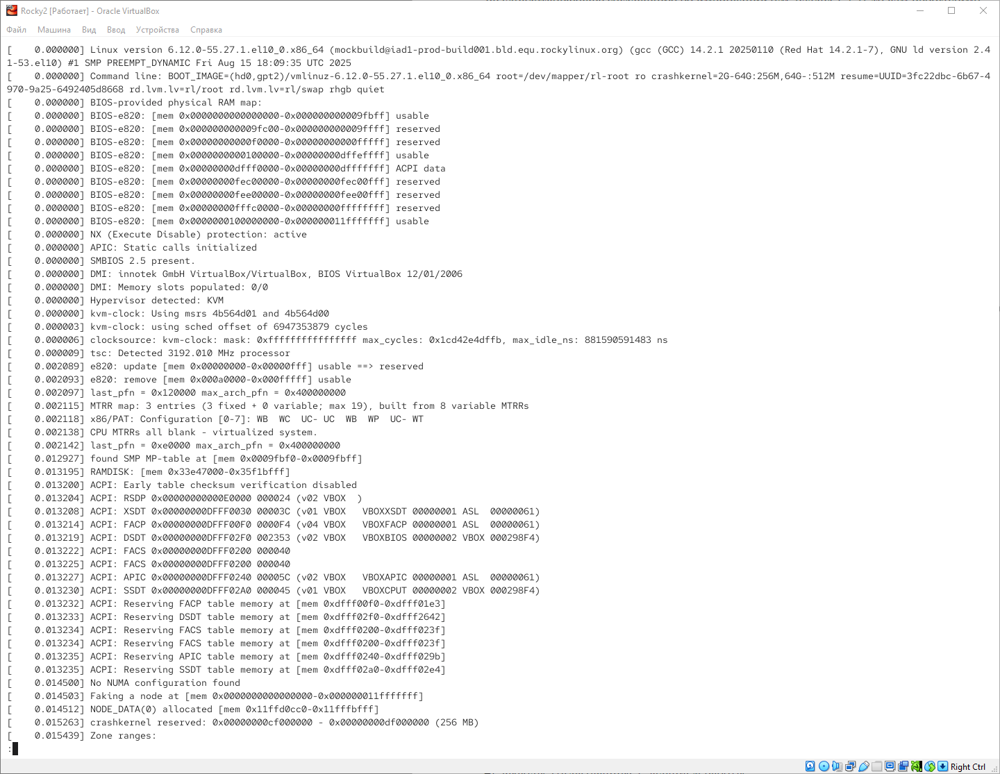 Rocky2 [Работает] - Oracle VirtualBox
Файл Машина Вид Ввод Устройства Справка
[    0.000000] Linux version 6.12.0-55.27.1.el10_0.x86_64 (mockbuild@iad1-prod-build001.bld.equ.rockylinux.org) (gcc (GCC) 14.2.1 20250110 (Red Hat 14.2.1-7), GNU ld version 2.4
1-53.el10) #1 SMP PREEMPT_DYNAMIC Fri Aug 15 18:09:35 UTC 2025
[    0.000000] Command line: BOOT_IMAGE=(hd0,gpt2)/vmlinuz-6.12.0-55.27.1.el10_0.x86_64 root=/dev/mapper/rl-root ro crashkernel=2G-64G:256M,64G-:512M resume=UUID=3fc22dbc-6b67-4
970-9a25-6492405d8668 rd.lvm.lv=rl/root rd.lvm.lv=rl/swap rhgb quiet
[    0.000000] BIOS-provided physical RAM map:
[    0.000000] BIOS-e820: [mem 0x0000000000000000-0x000000000009fbff] usable
[    0.000000] BIOS-e820: [mem 0x000000000009fc00-0x000000000009ffff] reserved
[    0.000000] BIOS-e820: [mem 0x00000000000f0000-0x00000000000fffff] reserved
[    0.000000] BIOS-e820: [mem 0x0000000000100000-0x00000000dffeffff] usable
[    0.000000] BIOS-e820: [mem 0x00000000dfff0000-0x00000000dfffffff] ACPI data
[    0.000000] BIOS-e820: [mem 0x00000000fec00000-0x00000000fec00fff] reserved
[    0.000000] BIOS-e820: [mem 0x00000000fee00000-0x00000000fee00fff] reserved
[    0.000000] BIOS-e820: [mem 0x00000000fffc0000-0x00000000ffffffff] reserved
[    0.000000] BIOS-e820: [mem 0x0000000100000000-0x000000011fffffff] usable
[    0.000000] NX (Execute Disable) protection: active
[    0.000000] APIC: Static calls initialized
[    0.000000] SMBIOS 2.5 present.
[    0.000000] DMI: innotek GmbH VirtualBox/VirtualBox, BIOS VirtualBox 12/01/2006
[    0.000000] DMI: Memory slots populated: 0/0
[    0.000000] Hypervisor detected: KVM
[    0.000000] kvm-clock: Using msrs 4b564d01 and 4b564d00
[    0.000003] kvm-clock: using sched offset of 6947353879 cycles
[    0.000006] clocksource: kvm-clock: mask: 0xffffffffffffffff max_cycles: 0x1cd42e4dffb, max_idle_ns: 881590591483 ns
[    0.000009] tsc: Detected 3192.010 MHz processor
[    0.002089] e820: update [mem 0x00000000-0x00000fff] usable ==> reserved
[    0.002093] e820: remove [mem 0x000a0000-0x000fffff] usable
[    0.002097] last_pfn = 0x120000 max_arch_pfn = 0x400000000
[    0.002115] MTRR map: 3 entries (3 fixed + 0 variable; max 19), built from 8 variable MTRRs
[    0.002118] x86/PAT: Configuration [0-7]: WB  WC  UC- UC  WB  WP  UC- WT
[    0.002138] CPU MTRRs all blank - virtualized system.
[    0.002142] last_pfn = 0xe0000 max_arch_pfn = 0x400000000
[    0.012927] found SMP MP-table at [mem 0x0009fbf0-0x0009fbff]
[    0.013195] RAMDISK: [mem 0x33e47000-0x35f1bfff]
[    0.013200] ACPI: Early table checksum verification disabled
[    0.013204] ACPI: RSDP 0x00000000000E0000 000024 (v02 VBOX  )
[    0.013208] ACPI: XSDT 0x00000000DFFF0030 00003C (v01 VBOX   VBOXXSDT 00000001 ASL  00000061)
[    0.013214] ACPI: FACP 0x00000000DFFF00F0 0000F4 (v04 VBOX   VBOXFACP 00000001 ASL  00000061)
[    0.013219] ACPI: DSDT 0x00000000DFFF02F0 002353 (v02 VBOX   VBOXBIOS 00000002 VBOX 000298F4)
[    0.013222] ACPI: FACS 0x00000000DFFF0200 000040
[    0.013225] ACPI: FACS 0x00000000DFFF0200 000040
[    0.013227] ACPI: APIC 0x00000000DFFF0240 00005C (v02 VBOX   VBOXAPIC 00000001 ASL  00000061)
[    0.013230] ACPI: SSDT 0x00000000DFFF02A0 000045 (v01 VBOX   VBOXCPUT 00000002 VBOX 000298F4)
[    0.013232] ACPI: Reserving FACP table memory at [mem 0xdfff00f0-0xdfff01e3]
[    0.013233] ACPI: Reserving DSDT table memory at [mem 0xdfff02f0-0xdfff2642]
[    0.013234] ACPI: Reserving FACS table memory at [mem 0xdfff0200-0xdfff023f]
[    0.013234] ACPI: Reserving FACS table memory at [mem 0xdfff0200-0xdfff023f]
[    0.013235] ACPI: Reserving APIC table memory at [mem 0xdfff0240-0xdfff029b]
[    0.013235] ACPI: Reserving SSDT table memory at [mem 0xdfff02a0-0xdfff02e4]
[    0.014500] No NUMA configuration found
[    0.014503] Faking a node at [mem 0x0000000000000000-0x000000011fffffff]
[    0.014512] NODE_DATA(0) allocated [mem 0x11ffd0cc0-0x11fffbfff]
[    0.015263] crashkernel reserved: 0x00000000cf000000 - 0x00000000df000000 (256 MB)
[    0.015439] Zone ranges:
:
Right Ctrl